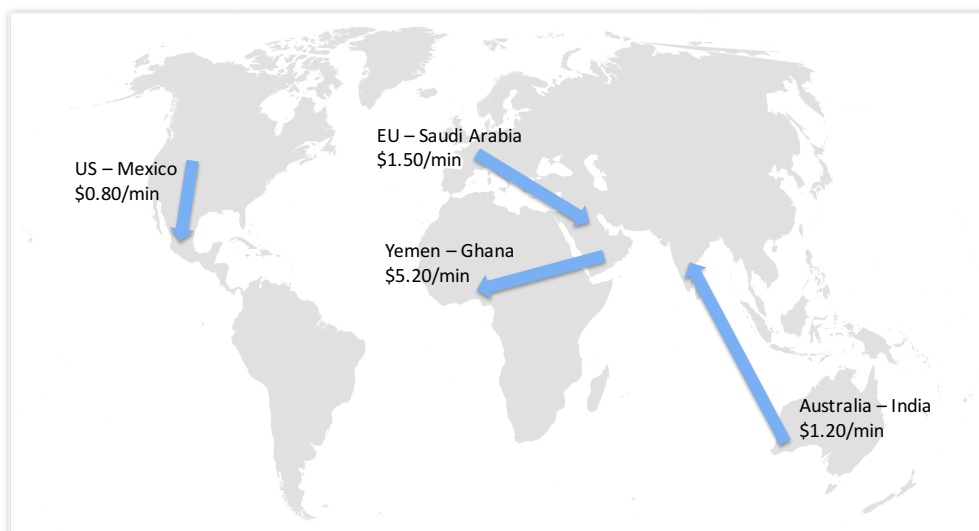 EU – Saudi Arabia
$1.50/min
US – Mexico
$0.80/min
Yemen – Ghana
$5.20/min
Australia – India
$1.20/min